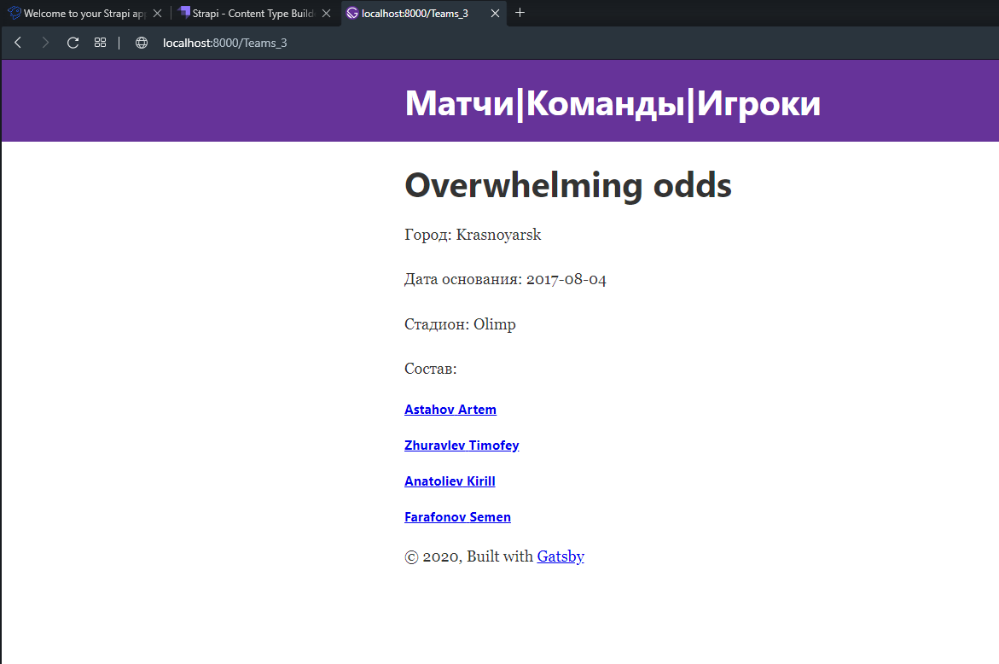 Welcome to your Strapi ap
Strapi - Content Type Build
localhost:8000/Teams_3
localhost:8000/Teams_3
Матчи|Команды|Игроки
Overwhelming odds
Город: Krasnoyarsk
Дата основания: 2017-08-04
Стадион: Olimp
Состав:
Astahov Artem
Zhuravlev Timofey
Anatoliev Kirill
Farafonov Semen
© 2020, Built with Gatsby